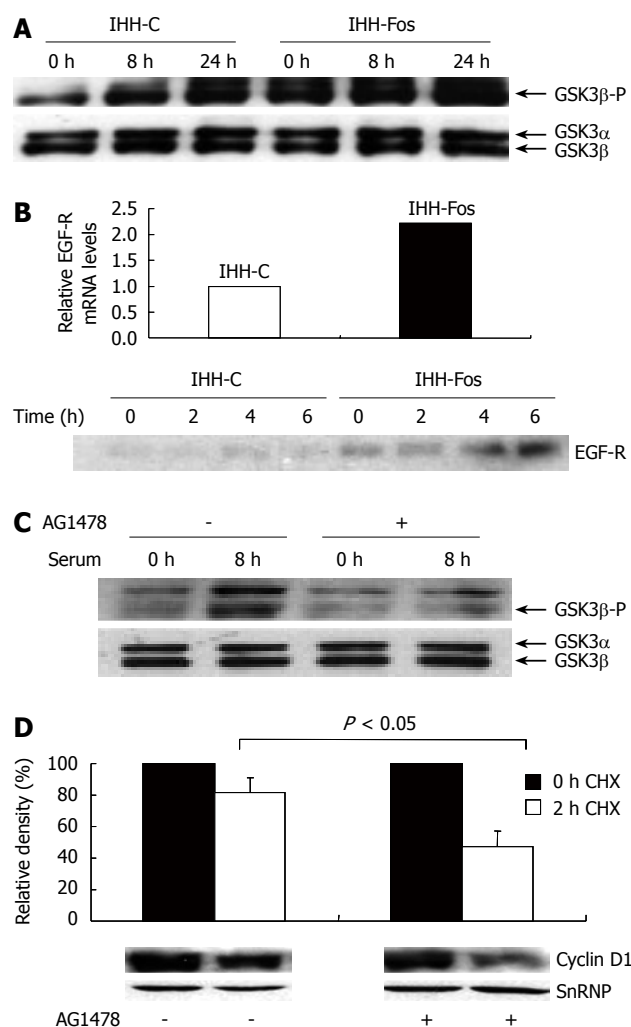 A
IHH-C IHH-Fos
0 h 8 h 24 h 0 h 8 h 24 h
GSK3β-P
GSK3α
GSK3β
B
Relative EGF-R
mRNA levels
2.5
2.0
1.5
1.0
0.5
0.0
IHH-C
IHH-Fos
IHH-C IHH-Fos
Time (h) 0 2 4 6 0 2 4 6
EGF-R
C
AG1478 - +
Serum 0 h 8 h 0 h 8 h
GSK3β-P
GSK3α
GSK3β
D
P < 0.05
Relative density (%)
100
80
60
40
20
0
0 h CHX
2 h CHX
Cyclin D1
SnRNP
AG1478 - - + +